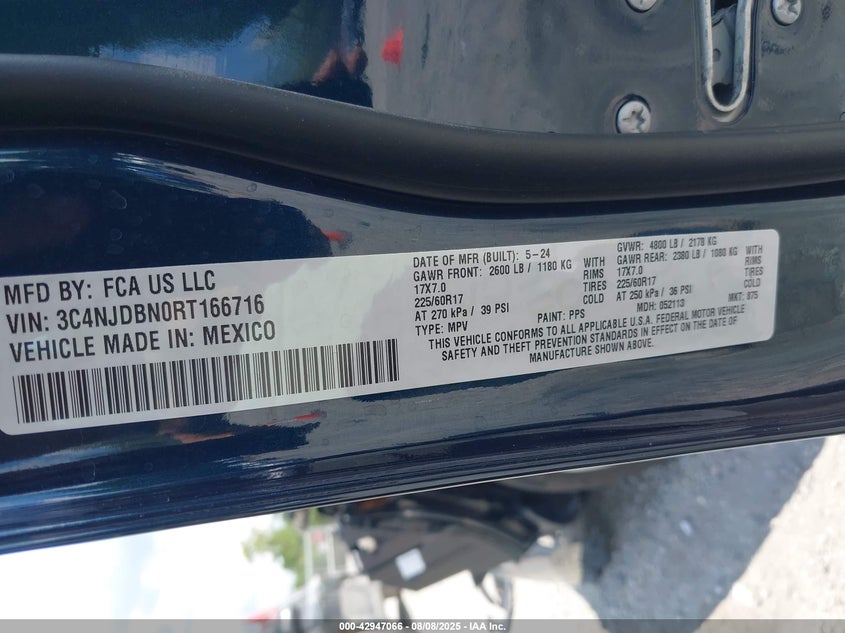 MFD BY: FCA US LLC
VIN: 3C4NJDBN0RT166716
VEHICLE MADE IN: MEXICO
DATE OF MFR (BUILT): 5-24
GVWR: 4800 LB / 2178 KG
GAWR FRONT: 2600 LB / 1180 KG WITH
GAWR REAR: 2380 LB / 1080 KG WITH
17X7.0 RIMS
17X7.0 RIMS
225/60R17 TIRES
225/60R17 TIRES
AT 270 kPa / 39 PSI COLD
AT 250 kPa / 36 PSI COLD
TYPE: MPV PAINT: PPS MDH: 052113 MKT: 875
THIS VEHICLE CONFORMS TO ALL APPLICABLE U.S.A. FEDERAL MOTOR VEHICLE
SAFETY AND THEFT PREVENTION STANDARDS IN EFFECT ON THE DATE OF
MANUFACTURE SHOWN ABOVE.
000-42947066 - 08/08/2025 - IAA Inc.